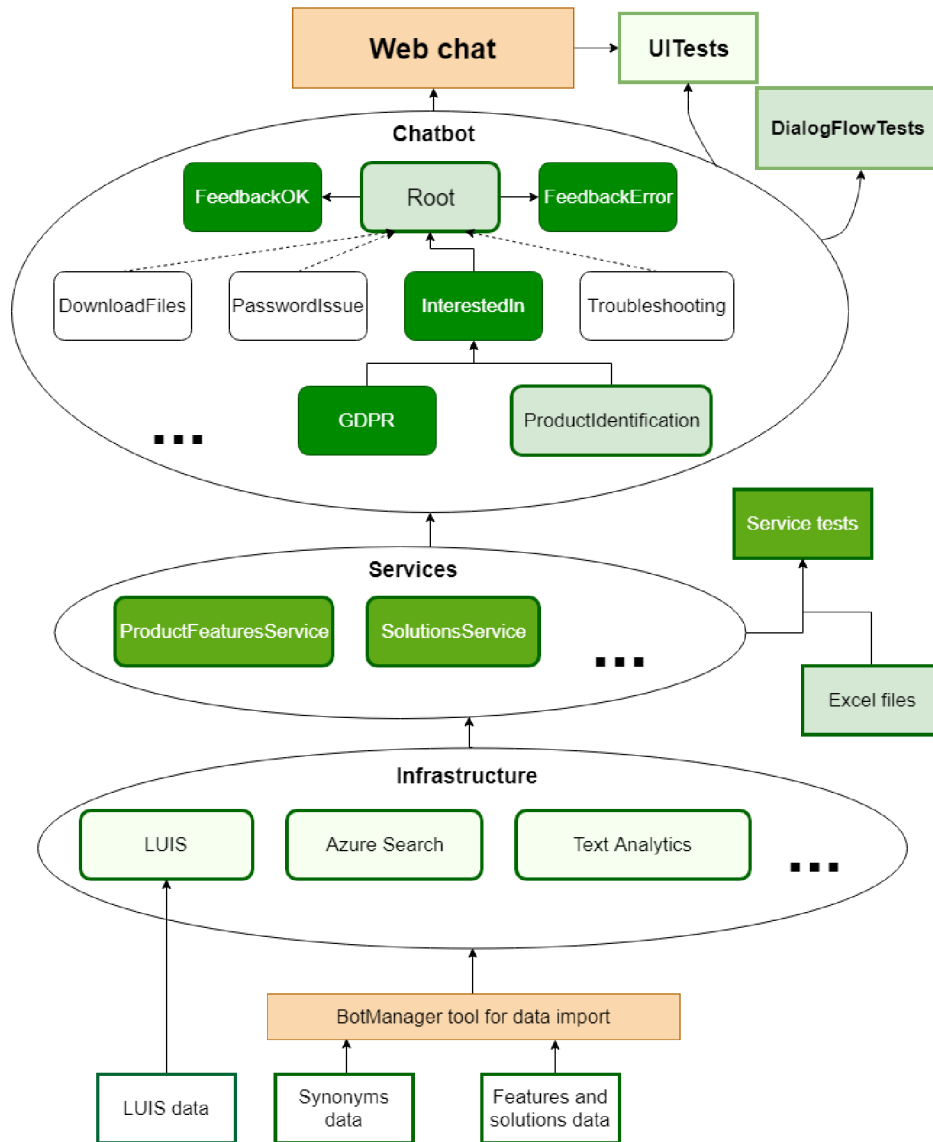 Web chat
UITests
DialogFlowTests
Chatbot
FeedbackOK
Root
FeedbackError
DownloadFiles
PasswordIssue
InterestedIn
Troubleshooting
GDPR
ProductIdentification
...
Service tests
Services
ProductFeaturesService
SolutionsService
...
Excel files
Infrastructure
LUIS
Azure Search
Text Analytics
...
BotManager tool for data import
LUIS data
Synonyms
data
Features and
solutions data